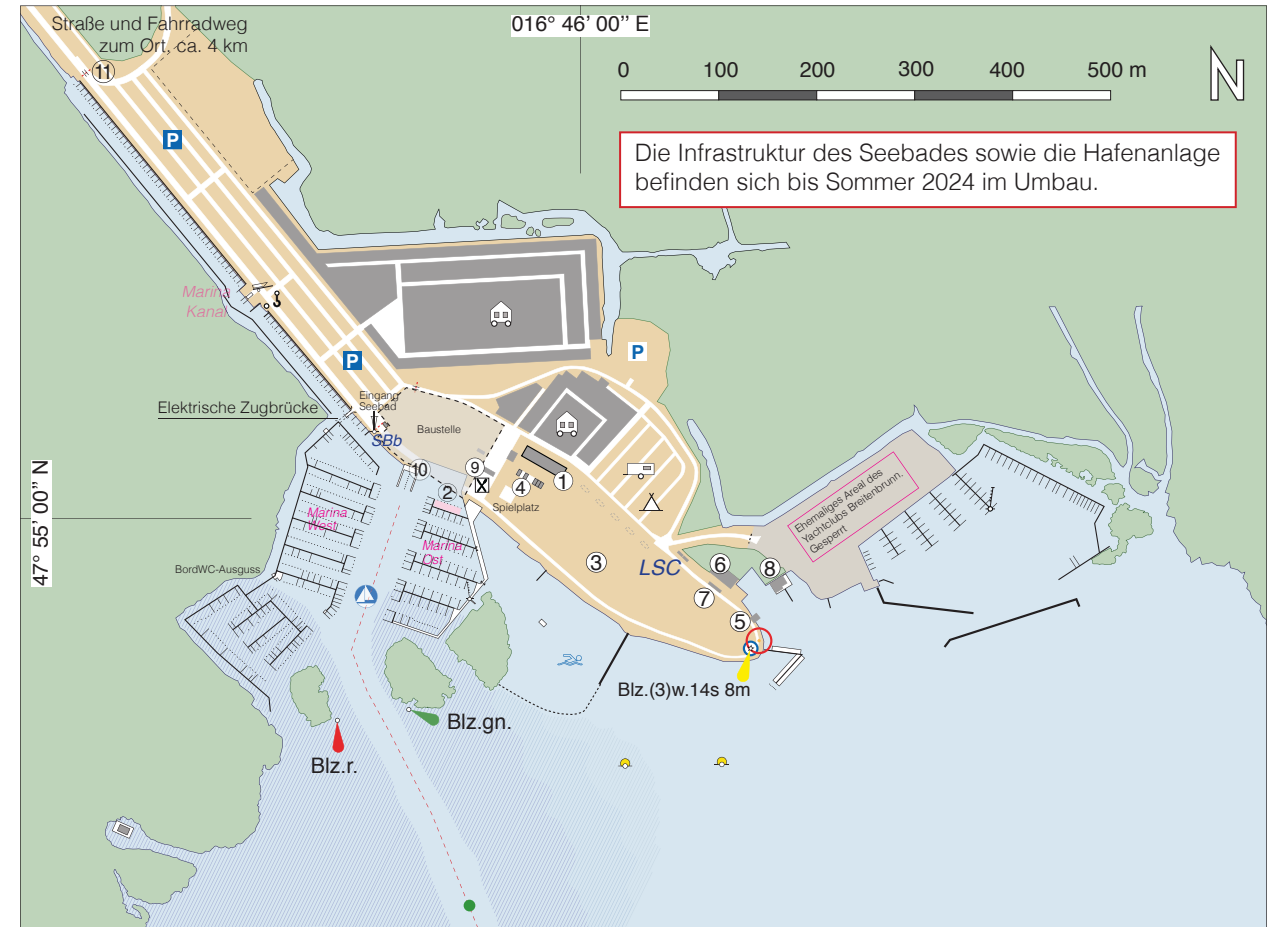 Straße und Fahrradweg
zum Ort, ca. 4 km
016° 46’ 00’’ E
0 100 200 300 400 500 m
N
Die Infrastruktur des Seebades sowie die Hafenanlage
befinden sich bis Sommer 2024 im Umbau.
11
P
Marina
Kanal
P
P
Elektrische Zugbrücke
Eingang
Seebad
SBb
Baustelle
10
9
2
4
1
Spielplatz
47° 55’ 00’’ N
Marina
West
Marina
Ost
BordWC-Ausguss
3
LSC
6
7
8
5
Ehemaliges Areal des
Yachtclubs Breitenbrunn.
Gesperrt
Blz.(3)w.14s 8m
Blz.gn.
Blz.r.